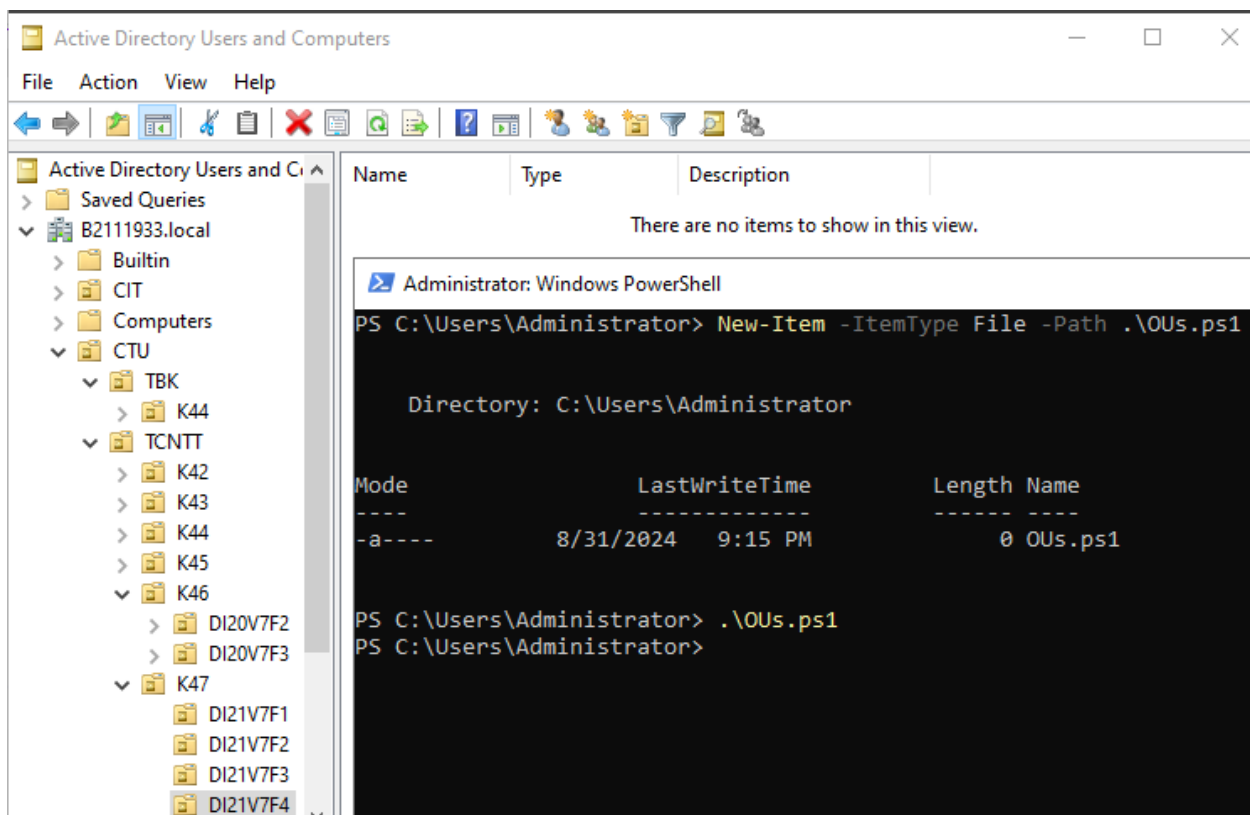 Active Directory Users and Computers
File Action View Help
Active Directory Users and C
Saved Queries
B2111933.local
Builtin
CIT
Computers
CTU
TBK
K44
TCNTT
K42
K43
K44
K45
K46
DI20V7F2
DI20V7F3
K47
DI21V7F1
DI21V7F2
DI21V7F3
DI21V7F4
Name Type Description
There are no items to show in this view.
Administrator: Windows PowerShell
PS C:\Users\Administrator> New-Item -ItemType File -Path .\OUs.ps1
Directory: C:\Users\Administrator
Mode LastWriteTime Length Name
---- ------------- ------ ----
-a---- 8/31/2024 9:15 PM 0 OUs.ps1
PS C:\Users\Administrator> .\OUs.ps1
PS C:\Users\Administrator>